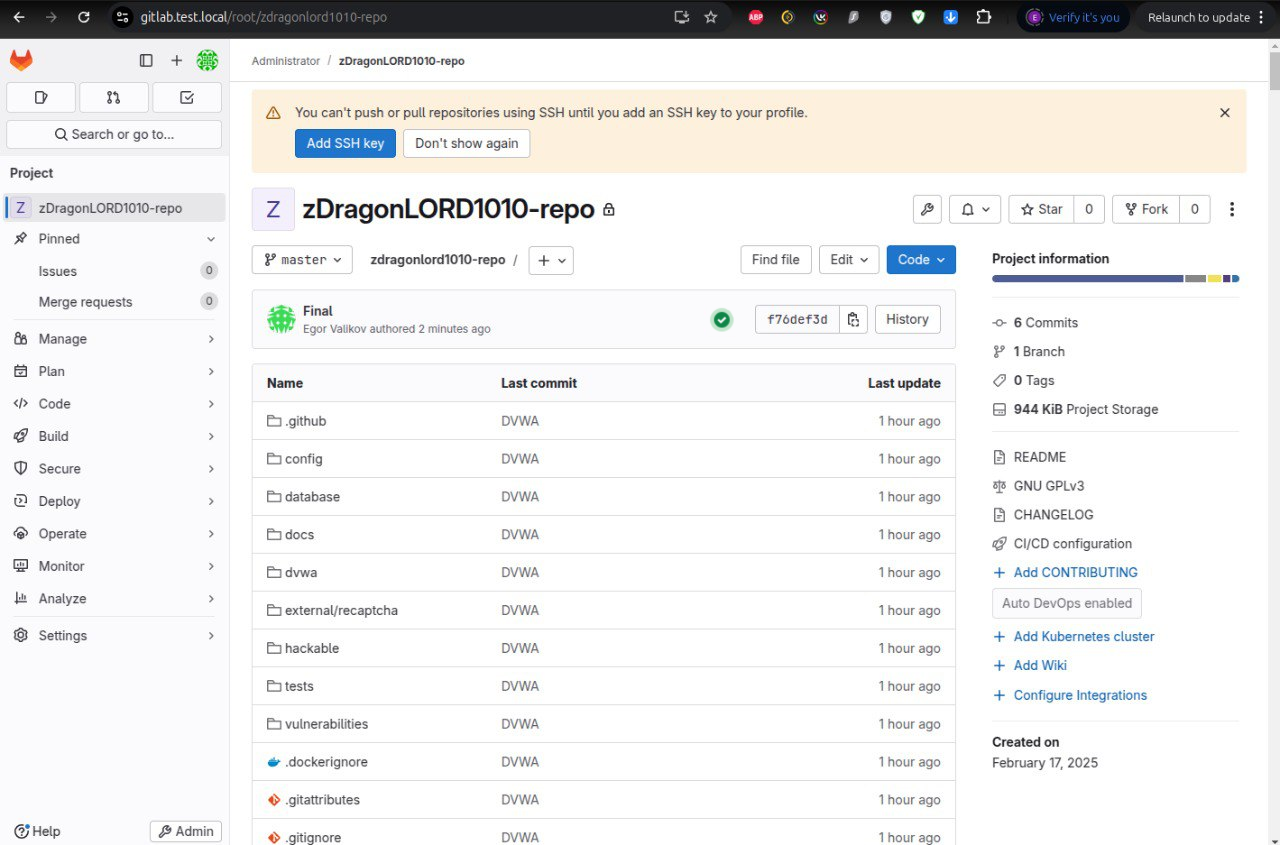 gitlab.test.local/root/zdragonlord1010-repo
ABP
VK
E Verify it's you
Relaunch to update
Search or go to...
Project
Z zDragonLORD1010-repo
Pinned
Issues 0
Merge requests 0
Manage
Plan
Code
Build
Secure
Deploy
Operate
Monitor
Analyze
Settings
Help
Admin
Administrator / zDragonLORD1010-repo
You can't push or pull repositories using SSH until you add an SSH key to your profile.
Add SSH key Don't show again
Z zDragonLORD1010-repo
Star 0 Fork 0
master zdragonlord1010-repo / + Find file Edit Code
Final
Egor Valikov authored 2 minutes ago
f76def3d History
Name Last commit Last update
.github DVWA 1 hour ago
config DVWA 1 hour ago
database DVWA 1 hour ago
docs DVWA 1 hour ago
dvwa DVWA 1 hour ago
external/recaptcha DVWA 1 hour ago
hackable DVWA 1 hour ago
tests DVWA 1 hour ago
vulnerabilities DVWA 1 hour ago
.dockerignore DVWA 1 hour ago
.gitattributes DVWA 1 hour ago
.gitignore DVWA 1 hour ago
Project information
6 Commits
1 Branch
0 Tags
944 KiB Project Storage
README
GNU GPLv3
CHANGELOG
CI/CD configuration
+ Add CONTRIBUTING
Auto DevOps enabled
+ Add Kubernetes cluster
+ Add Wiki
+ Configure Integrations
Created on
February 17, 2025